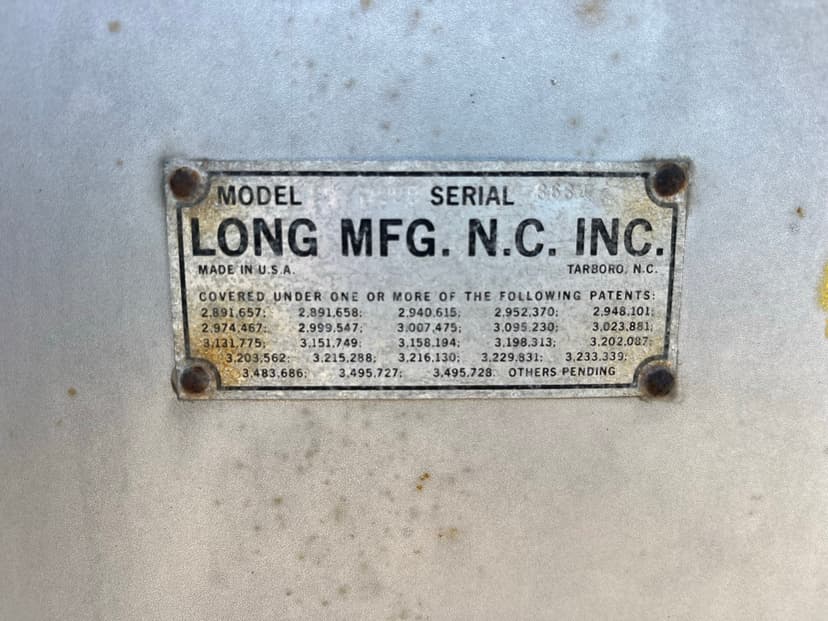 MODEL SERIAL
LONG MFG. N.C. INC.
MADE IN U.S.A. TARBORO, N.C.
COVERED UNDER ONE OR MORE OF THE FOLLOWING PATENTS:
2,891,657; 2,891,658; 2,940,615; 2,952,370; 2,948,101;
2,974,467; 2,999,547; 3,007,475; 3,095,230; 3,023,881;
3,131,775; 3,151,749; 3,158,194; 3,198,313; 3,202,087;
3,203,562; 3,215,288; 3,216,130; 3,229,831; 3,233,339;
3,483,686; 3,495,727; 3,495,728 OTHERS PENDING